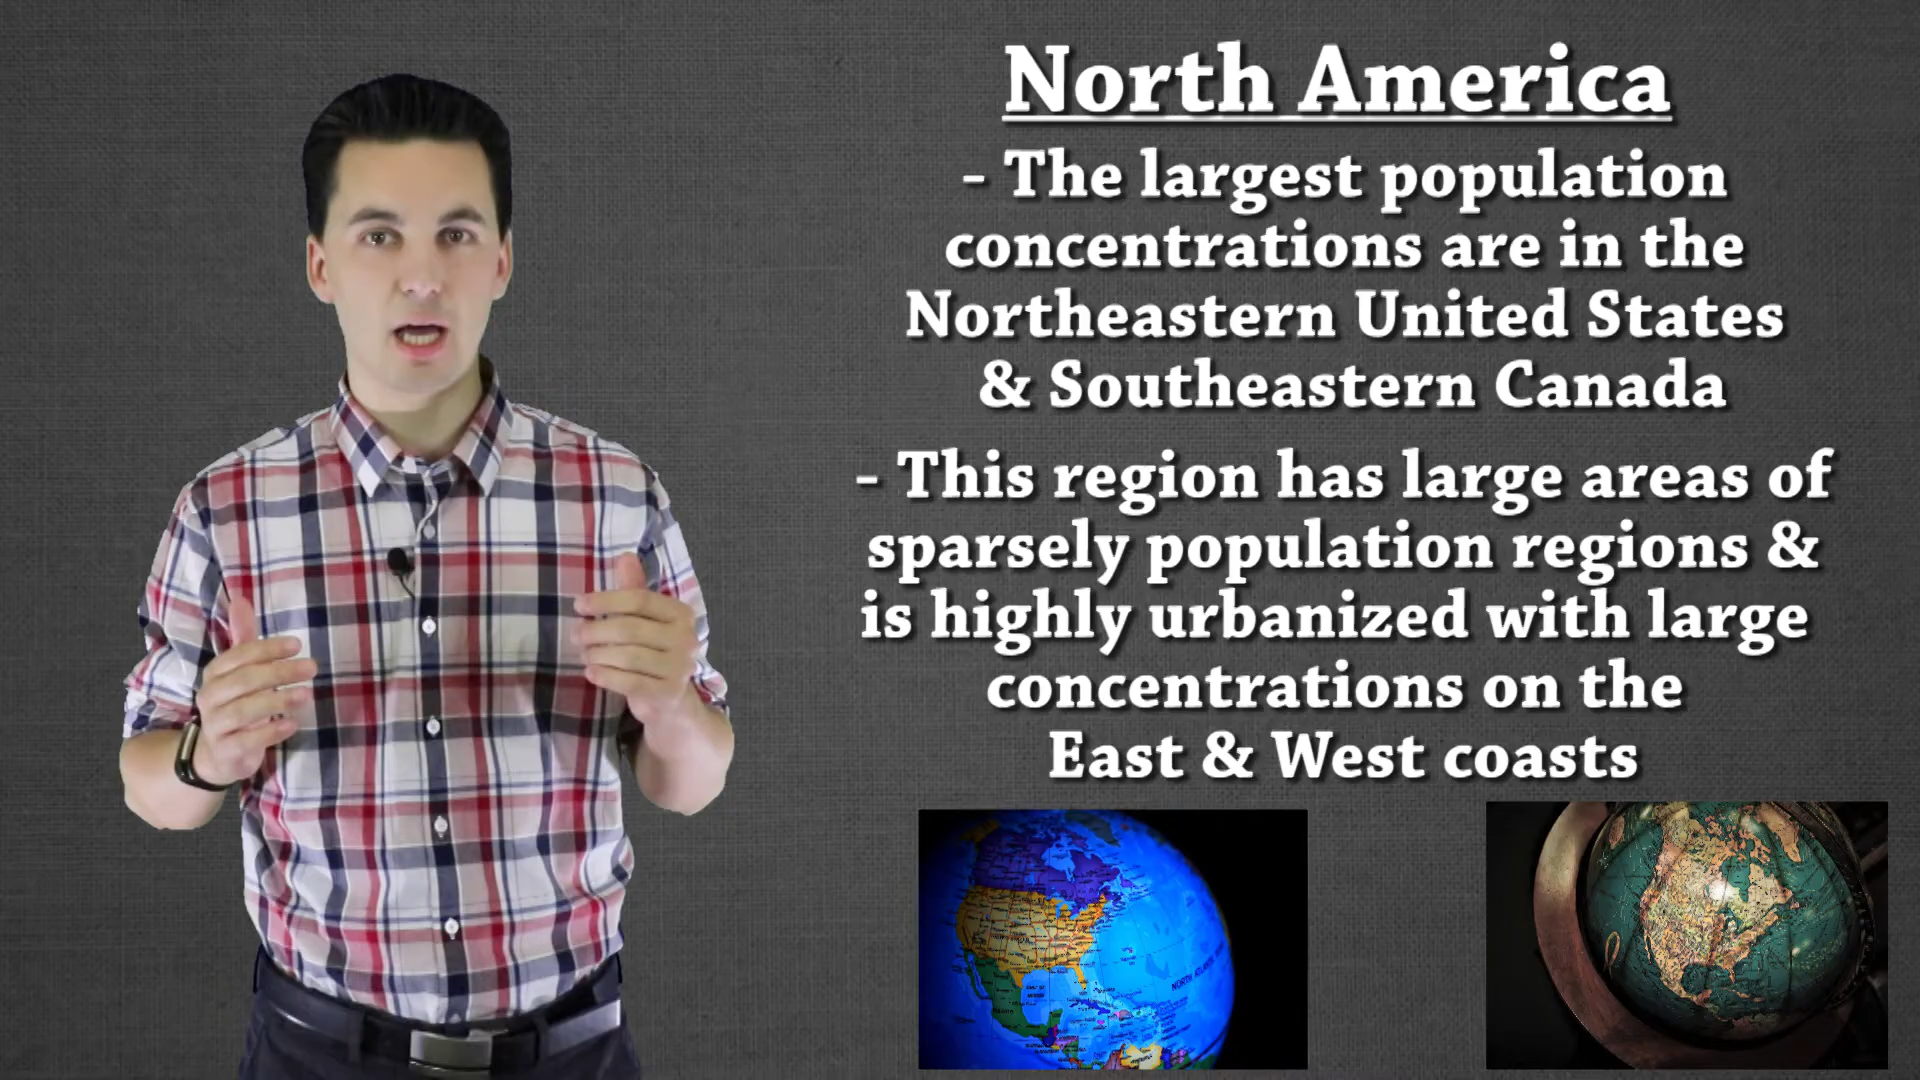 North America
- The largest population
concentrations are in the
Northeastern United States
& Southeastern Canada
- This region has large areas of
sparsely population regions &
is highly urbanized with large
concentrations on the
East & West coasts